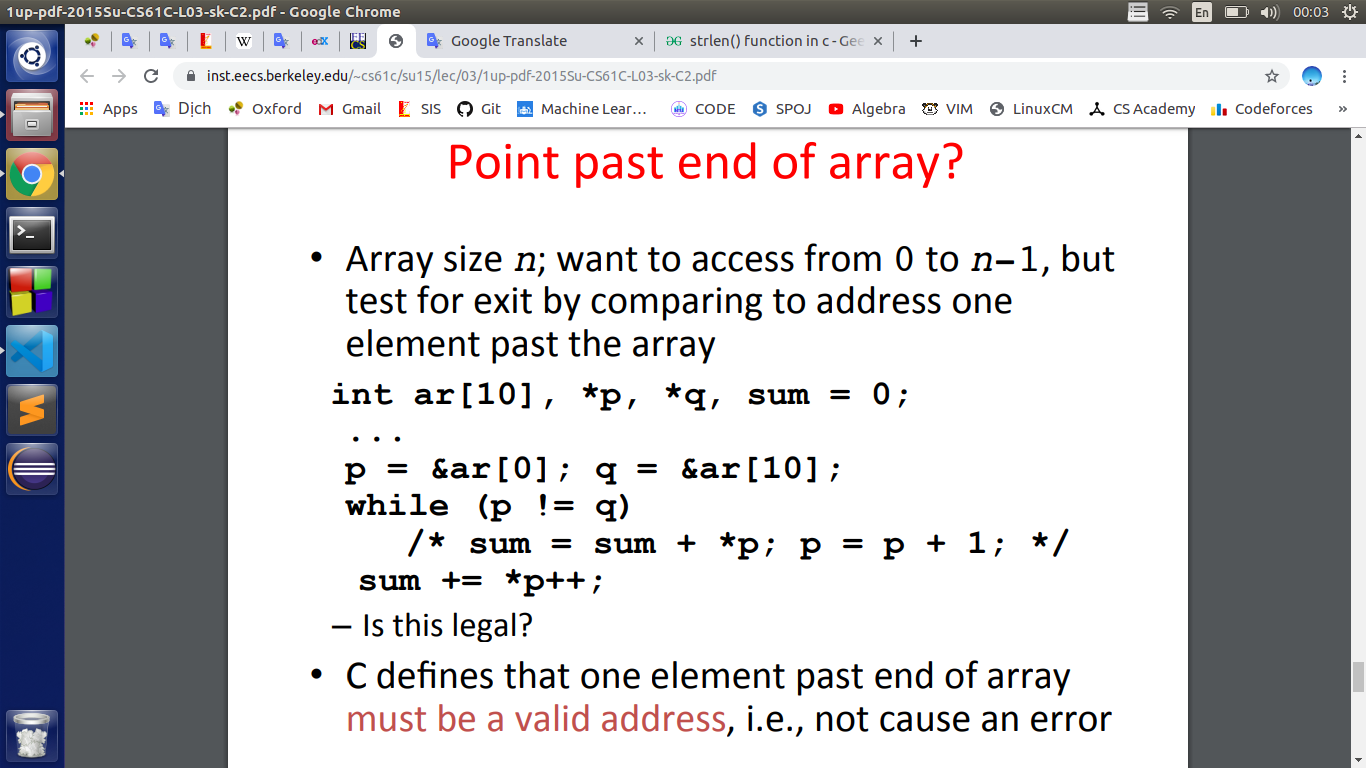 1up-pdf-2015Su-CS61C-L03-sk-C2.pdf - Google Chrome
En
00:03
W
edX
EE
CS
Google Translate
strlen() function in c - Gee
inst.eecs.berkeley.edu/~cs61c/su15/lec/03/1up-pdf-2015Su-CS61C-L03-sk-C2.pdf
Apps
Dịch
Oxford
Gmail
SIS
Git
Machine Lear...
CODE
SPOJ
Algebra
VIM
LinuxCM
CS Academy
Codeforces
»
Point past end of array?
• Array size n; want to access from 0 to n–1, but
test for exit by comparing to address one
element past the array
int ar[10], *p, *q, sum = 0;
...
p = &ar[0]; q = &ar[10];
while (p != q)
/* sum = sum + *p; p = p + 1; */
sum += *p++;
– Is this legal?
• C defines that one element past end of array
must be a valid address, i.e., not cause an error